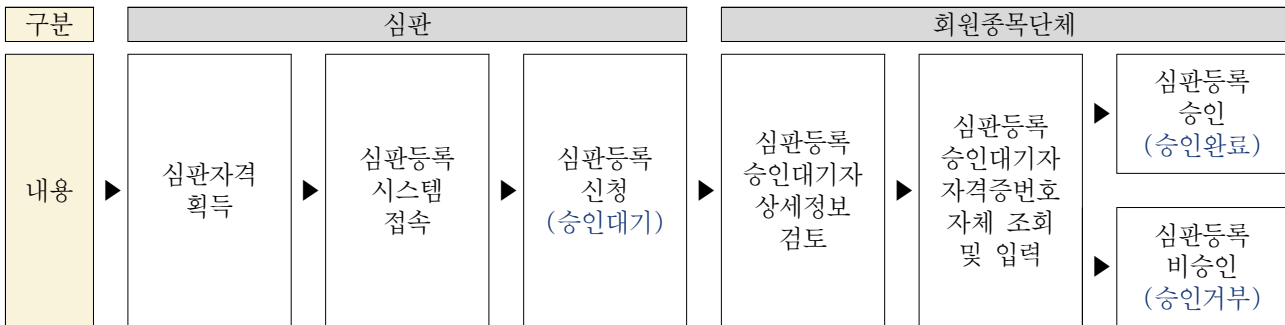 구분
심판
회원종목단체
내용
심판자격
획득
심판등록
시스템
접속
심판등록
신청
(승인대기)
심판등록
승인대기자
상세정보
검토
심판등록
승인대기자
자격증번호
자체 조회
및 입력
심판등록
승인
(승인완료)
심판등록
비승인
(승인거부)